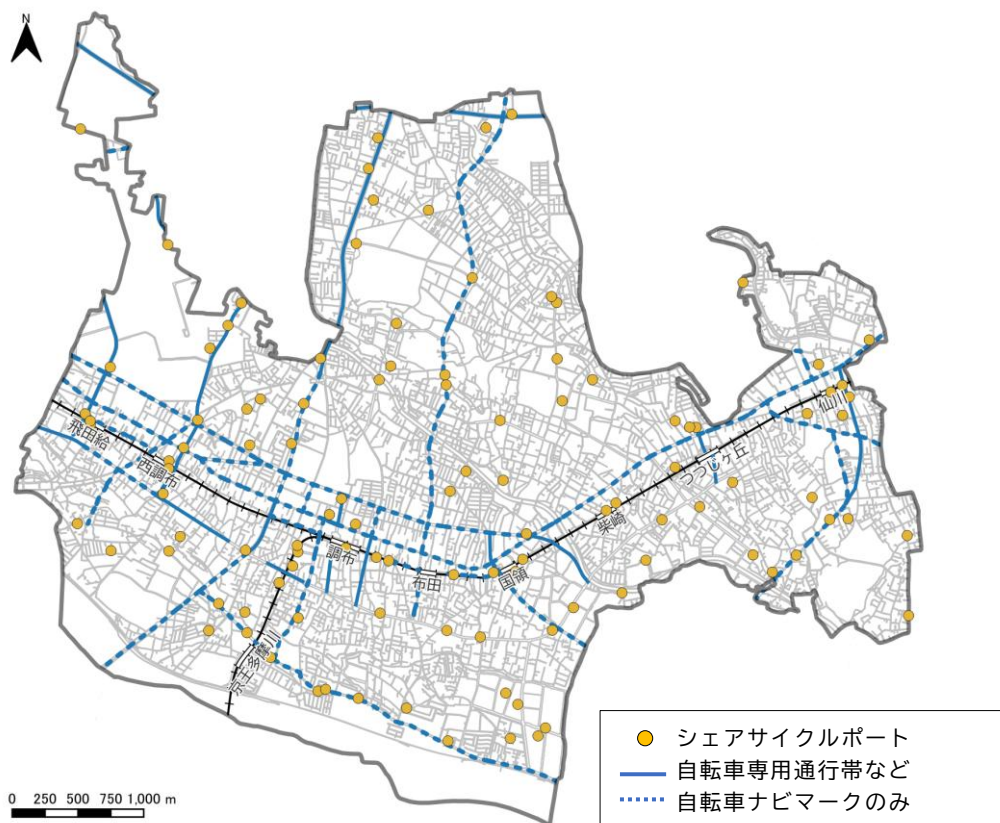 N
飛田給
西調布
調布
布田
国領
柴崎
つつじヶ丘
仙川
京王多摩川
シェアサイクルポート
自転車専用通行帯など
自転車ナビマークのみ
0 250 500 750 1,000 m